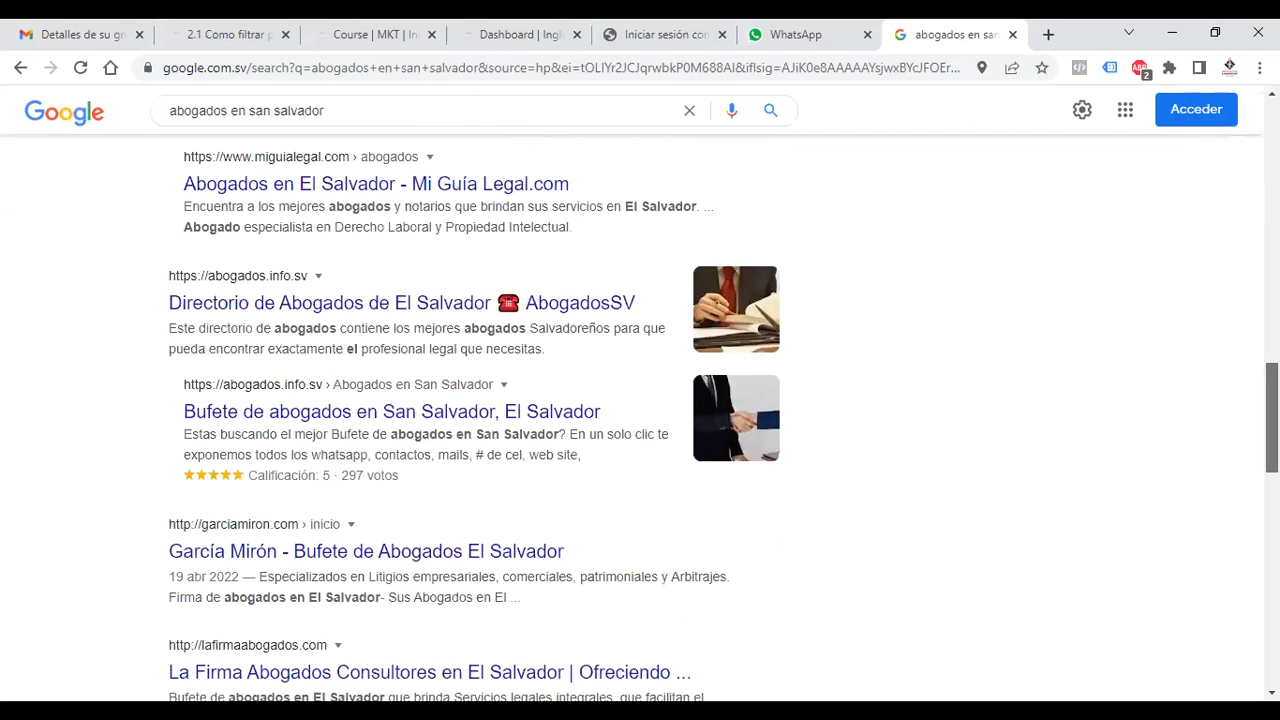 Detalles de su gr
2.1 Como filtrar p
Course | MKT | In
Dashboard | Ingl
Iniciar sesión con
WhatsApp
abogados en san
google.com.sv/search?q=abogados+en+san+salvador&source=hp&ei=tOLIYr2JCJqrwbkP0M688AI&iflsig=AJiK0e8AAAAAYsjwxBYcJFOEr...
2
Google
abogados en san salvador
Acceder
https://www.miguialegal.com › abogados
Abogados en El Salvador - Mi Guía Legal.com
Encuentra a los mejores abogados y notarios que brindan sus servicios en El Salvador. ...
Abogado especialista en Derecho Laboral y Propiedad Intelectual.
https://abogados.info.sv
Directorio de Abogados de El Salvador ☎️ AbogadosSV
Este directorio de abogados contiene los mejores abogados Salvadoreños para que
pueda encontrar exactamente el profesional legal que necesitas.
https://abogados.info.sv › Abogados en San Salvador
Bufete de abogados en San Salvador, El Salvador
Estas buscando el mejor Bufete de abogados en San Salvador? En un solo clic te
exponemos todos los whatsapp, contactos, mails, # de cel, web site,
★★★★★ Calificación: 5 · 297 votos
http://garciamiron.com › inicio
García Mirón - Bufete de Abogados El Salvador
19 abr 2022 — Especializados en Litigios empresariales, comerciales, patrimoniales y Arbitrajes.
Firma de abogados en El Salvador- Sus Abogados en El ...
http://lafirmaabogados.com
La Firma Abogados Consultores en El Salvador | Ofreciendo ...
Bufete de abogados en El Salvador que brinda Servicios legales integrales, que facilitan el